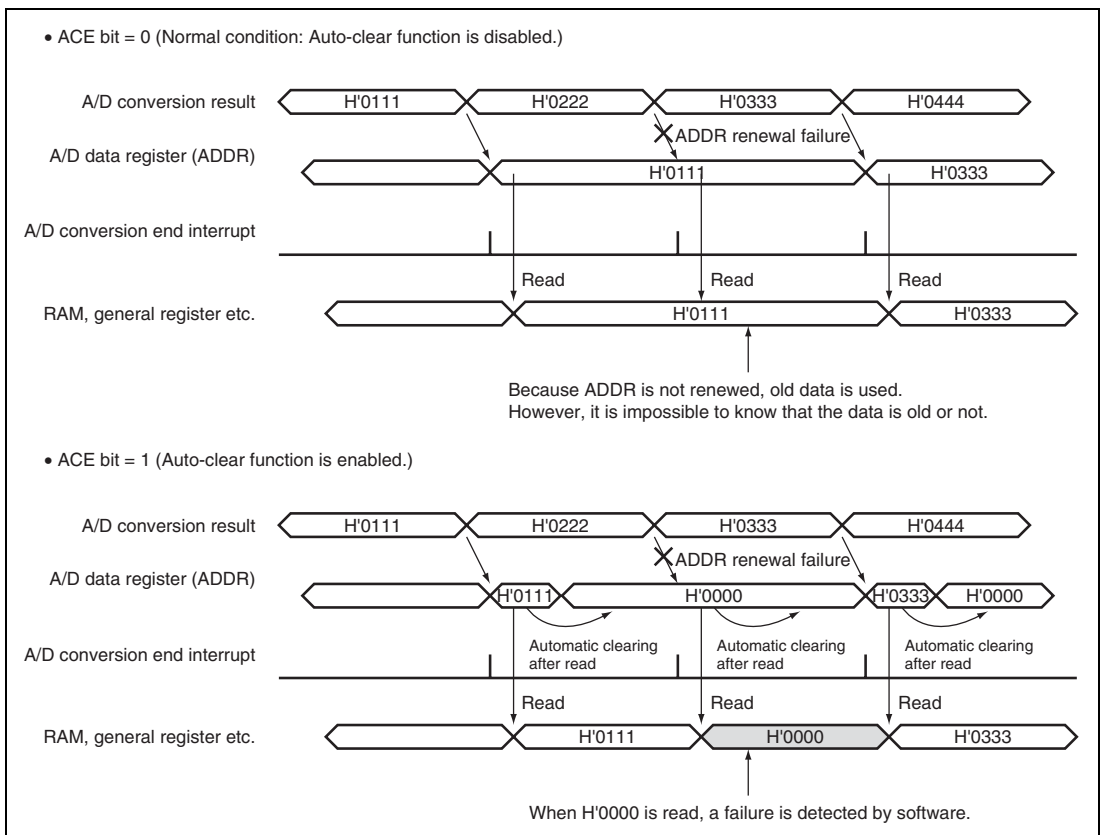 • ACE bit = 0 (Normal condition: Auto-clear function is disabled.)
A/D conversion result
H'0111
H'0222
H'0333
H'0444
ADDR renewal failure
A/D data register (ADDR)
H'0111
H'0333
A/D conversion end interrupt
Read
Read
Read
RAM, general register etc.
H'0111
H'0333
Because ADDR is not renewed, old data is used.
However, it is impossible to know that the data is old or not.
• ACE bit = 1 (Auto-clear function is enabled.)
A/D conversion result
H'0111
H'0222
H'0333
H'0444
ADDR renewal failure
A/D data register (ADDR)
H'0111
H'0000
H'0333
H'0000
Automatic clearing
after read
Automatic clearing
after read
Automatic clearing
after read
A/D conversion end interrupt
Read
Read
Read
RAM, general register etc.
H'0111
H'0000
H'0333
When H'0000 is read, a failure is detected by software.